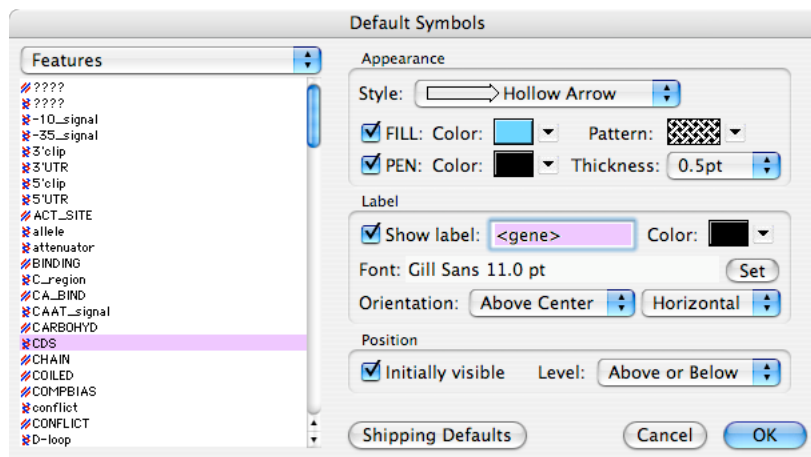 Default Symbols
Features
????
????
-10_signal
-35_signal
3'clip
3'UTR
5'clip
5'UTR
ACT_SITE
allele
attenuator
BINDING
C_region
CA_BIND
CAAT_signal
CARBOHYD
CDS
CHAIN
COILED
COMPBIAS
conflict
CONFLICT
D-loop
Appearance
Style: Hollow Arrow
FILL: Color: Pattern:
PEN: Color: Thickness: 0.5pt
Label
Show label: <gene> Color:
Font: Gill Sans 11.0 pt Set
Orientation: Above Center Horizontal
Position
Initially visible Level: Above or Below
Shipping Defaults Cancel OK